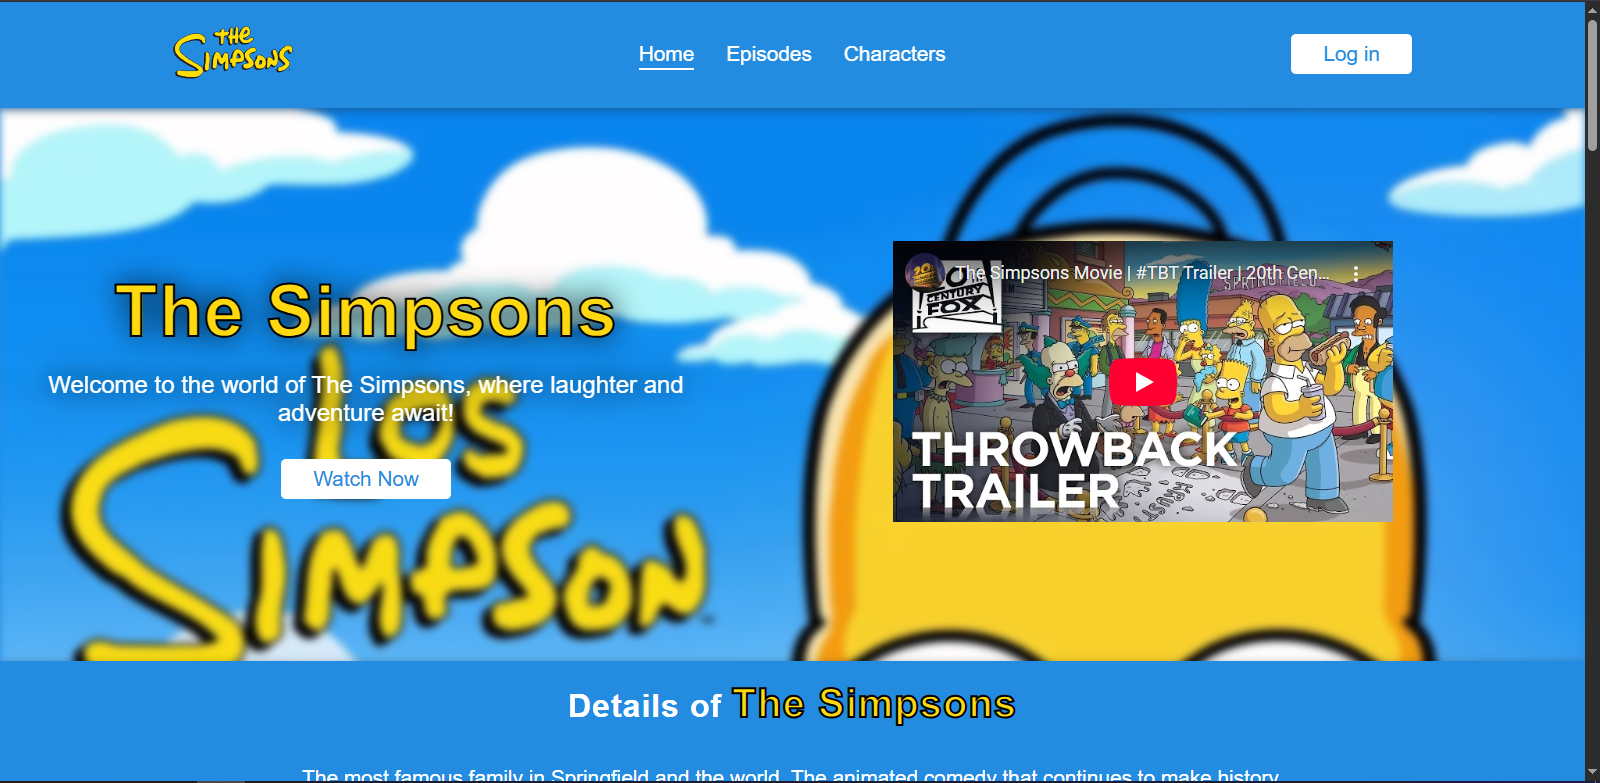 THE
SIMPSONS
Home Episodes Characters
Log in
The Simpsons Movie | #TBT Trailer | 20th Cen...
20
CENTURY
FOX
SPRINGFIELD
The Simpsons
Welcome to the world of The Simpsons, where laughter and
adventure await!
Watch Now
LOS
SIMPSON
THROWBACK
TRAILER
KRUSTY
Details of The Simpsons
The most famous family in Springfield and the world. The animated comedy that continues to make history